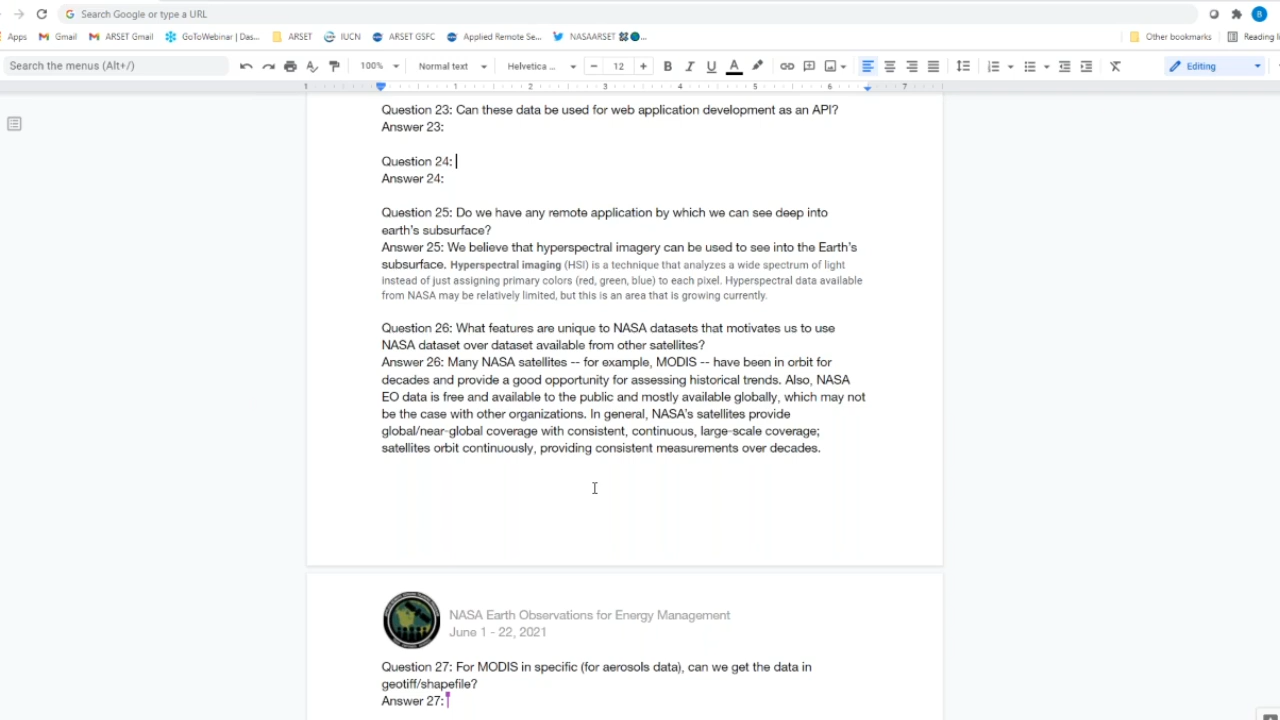 Search Google or type a URL
B
Apps
Gmail
ARSET Gmail
GoToWebinar | Das...
ARSET
IUCN
ARSET GSFC
Applied Remote Se...
NASAARSET
Other bookmarks
Reading li
Search the menus (Alt+/)
100%
Normal text
Helvetica ...
12
B I U A
Editing
1 1 2 3 4 5 6 7
Question 23: Can these data be used for web application development as an API?
Answer 23:
Question 24:
Answer 24:
Question 25: Do we have any remote application by which we can see deep into
earth's subsurface?
Answer 25: We believe that hyperspectral imagery can be used to see into the Earth's
subsurface. Hyperspectral imaging (HSI) is a technique that analyzes a wide spectrum of light
instead of just assigning primary colors (red, green, blue) to each pixel. Hyperspectral data available
from NASA may be relatively limited, but this is an area that is growing currently.
Question 26: What features are unique to NASA datasets that motivates us to use
NASA dataset over dataset available from other satellites?
Answer 26: Many NASA satellites -- for example, MODIS -- have been in orbit for
decades and provide a good opportunity for assessing historical trends. Also, NASA
EO data is free and available to the public and mostly available globally, which may not
be the case with other organizations. In general, NASA's satellites provide
global/near-global coverage with consistent, continuous, large-scale coverage;
satellites orbit continuously, providing consistent measurements over decades.
NASA Earth Observations for Energy Management
June 1 - 22, 2021
Question 27: For MODIS in specific (for aerosols data), can we get the data in
geotiff/shapefile?
Answer 27: